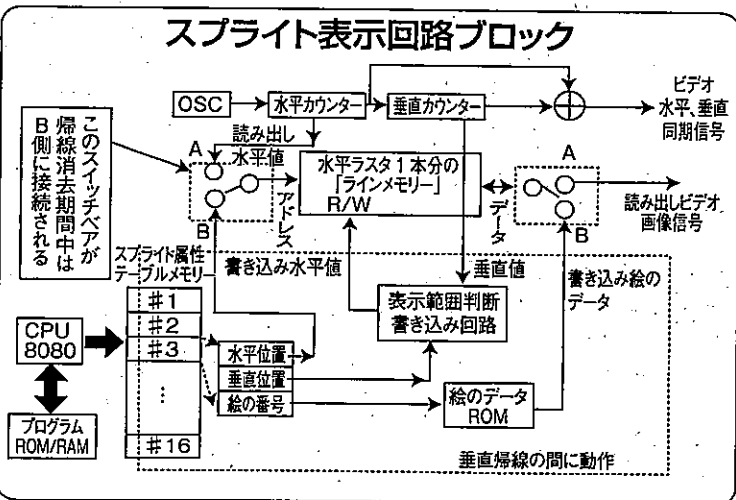 スプライト表示回路ブロック
OSC
水平カウンター
垂直カウンター
ビデオ
水平、垂直
同期信号
このスイッチペアが
帰線消去期間中は
B側に接続される
読み出し
水平値
A
B
アドレス
水平ラスタ1本分の
「ラインメモリー」
R/W
データ
A
B
読み出しビデオ
画像信号
スプライト属性
テーブルメモリー
書き込み水平値
垂直値
書き込み絵の
データ
#1
#2
#3
⋮
#16
CPU
8080
プログラム
ROM/RAM
水平位置
垂直位置
絵の番号
表示範囲判断
書き込み回路
絵のデータ
ROM
垂直帰線の間に動作